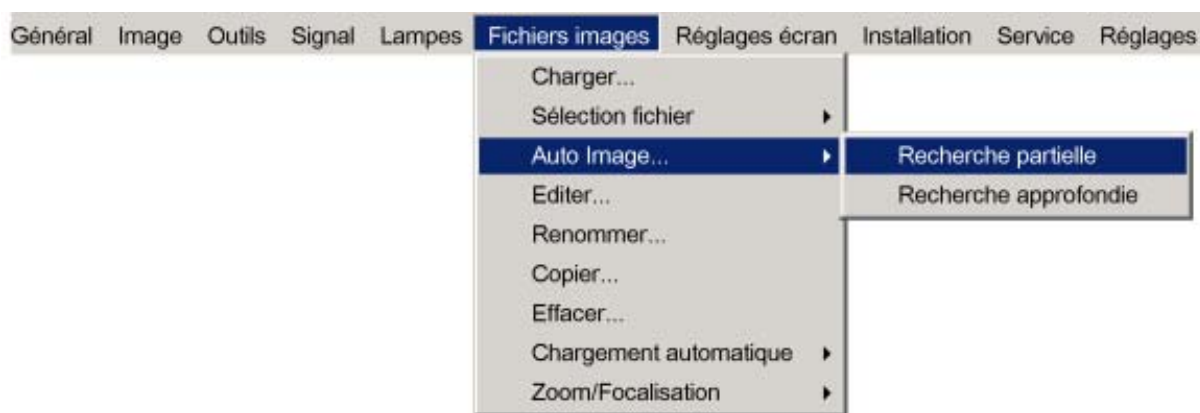 Général Image Outils Signal Lampes Fichiers images Réglages écran Installation Service Réglages
Charger...
Sélection fichier
Auto Image...
Recherche partielle
Recherche approfondie
Editer...
Renommer...
Copier...
Effacer...
Chargement automatique
Zoom/Focalisation